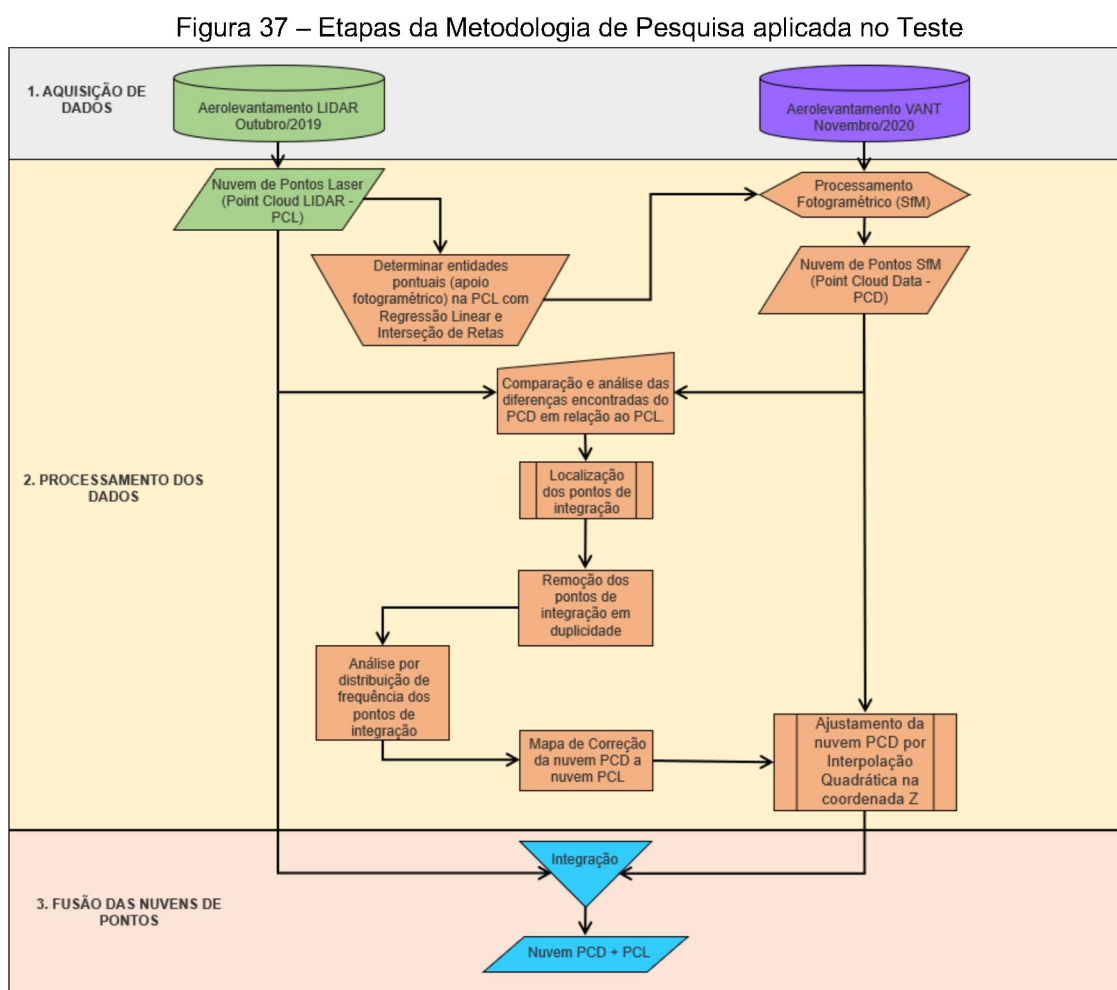 Figura 37 – Etapas da Metodologia de Pesquisa aplicada no Teste
1. AQUISIÇÃO DE
DADOS
Aerolevantamento LIDAR
Outubro/2019
Aerolevantamento VANT
Novembro/2020
Nuvem de Pontos Laser
(Point Cloud LIDAR -
PCL)
Processamento
Fotogramétrico (SfM)
Determinar entidades
pontuais (apoio
fotogramétrico) na PCL com
Regressão Linear e
Interseção de Retas
Nuvem de Pontos SfM
(Point Cloud Data -
PCD)
Comparação e análise das
diferenças encontradas do
PCD em relação ao PCL.
2. PROCESSAMENTO DOS
DADOS
Localização
dos pontos de
integração
Remoção dos
pontos de
integração em
duplicidade
Análise por
distribuição de
frequência dos
pontos de
integração
Mapa de Correção
da nuvem PCD a
nuvem PCL
Ajustamento da
nuvem PCD por
Interpolação
Quadrática na
coordenada Z
3. FUSÃO DAS NUVENS DE
PONTOS
Integração
Nuvem PCD + PCL